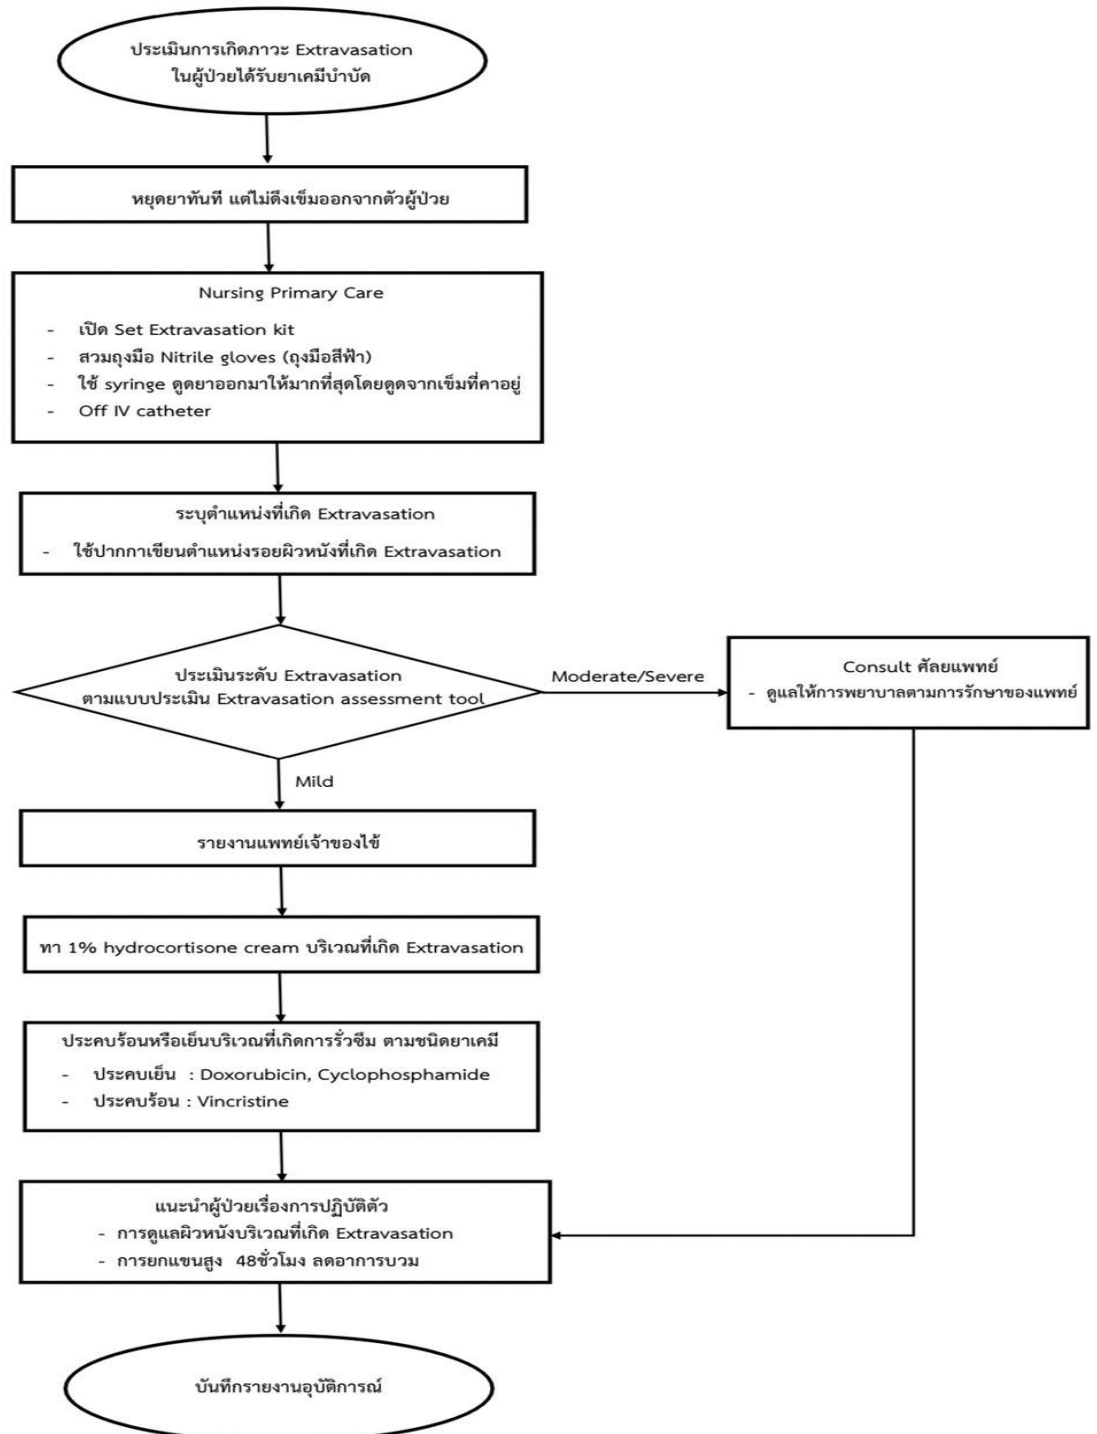 ประเมินการเกิดภาวะ Extravasation
ในผู้ป่วยได้รับยาเคมีบำบัด
หยุดยาทันที แต่ไม่ดึงเข็มออกจากตัวผู้ป่วย
Nursing Primary Care
- เปิด Set Extravasation kit
- สวมถุงมือ Nitrile gloves (ถุงมือสีฟ้า)
- ใช้ syringe ดูดยาออกมาให้มากที่สุดโดยดูดจากเข็มที่คาอยู่
- Off IV catheter
ระบุตำแหน่งที่เกิด Extravasation
- ใช้ปากกาเขียนตำแหน่งรอยผิวหนังที่เกิด Extravasation
ประเมินระดับ Extravasation
ตามแบบประเมิน Extravasation assessment tool
Moderate/Severe
Consult ศัลยแพทย์
- ดูแลให้การพยาบาลตามการรักษาของแพทย์
Mild
รายงานแพทย์เจ้าของไข้
ทา 1% hydrocortisone cream บริเวณที่เกิด Extravasation
ประคบร้อนหรือเย็นบริเวณที่เกิดการรั่วซึม ตามชนิดยาเคมี
- ประคบเย็น : Doxorubicin, Cyclophosphamide
- ประคบร้อน : Vincristine
แนะนำผู้ป่วยเรื่องการปฏิบัติตัว
- การดูแลผิวหนังบริเวณที่เกิด Extravasation
- การยกแขนสูง 48ชั่วโมง ลดอาการบวม
บันทึกรายงานอุบัติการณ์